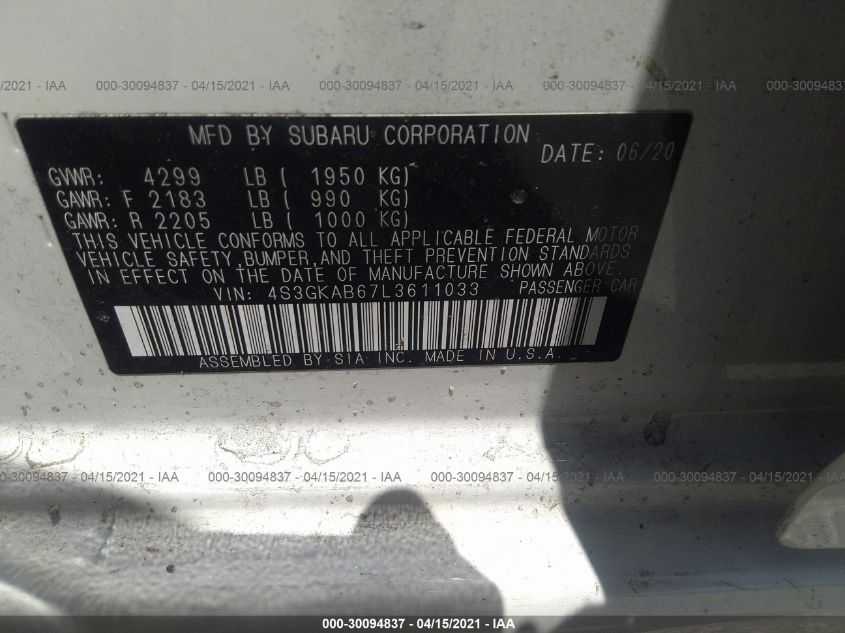 /2021 - IAA 000-30094837 - 04/15/2021 - IAA 000-30094837 - 04/15/2021 - IAA 000-30094837 - 04/15/2021 - IAA 000-30094837
MFD BY SUBARU CORPORATION
DATE: 06/20
GVWR: 4299 LB ( 1950 KG)
GAWR: F 2183 LB ( 990 KG)
GAWR: R 2205 LB ( 1000 KG)
THIS VEHICLE CONFORMS TO ALL APPLICABLE FEDERAL MOTOR
VEHICLE SAFETY,BUMPER,AND THEFT PREVENTION STANDARDS
IN EFFECT ON THE DATE OF MANUFACTURE SHOWN ABOVE.
VIN: 4S3GKAB67L3611033 PASSENGER CAR
ASSEMBLED BY SIA INC. MADE IN U.S.A.
000-30094837 - 04/15/2021 - IAA 000-30094837 - 04/15/2021 - IAA 000-30094837 - 04/15/2021 - IAA 000-30094837 - 04/15/2021 - IAA
000-30094837 - 04/15/2021 - IAA